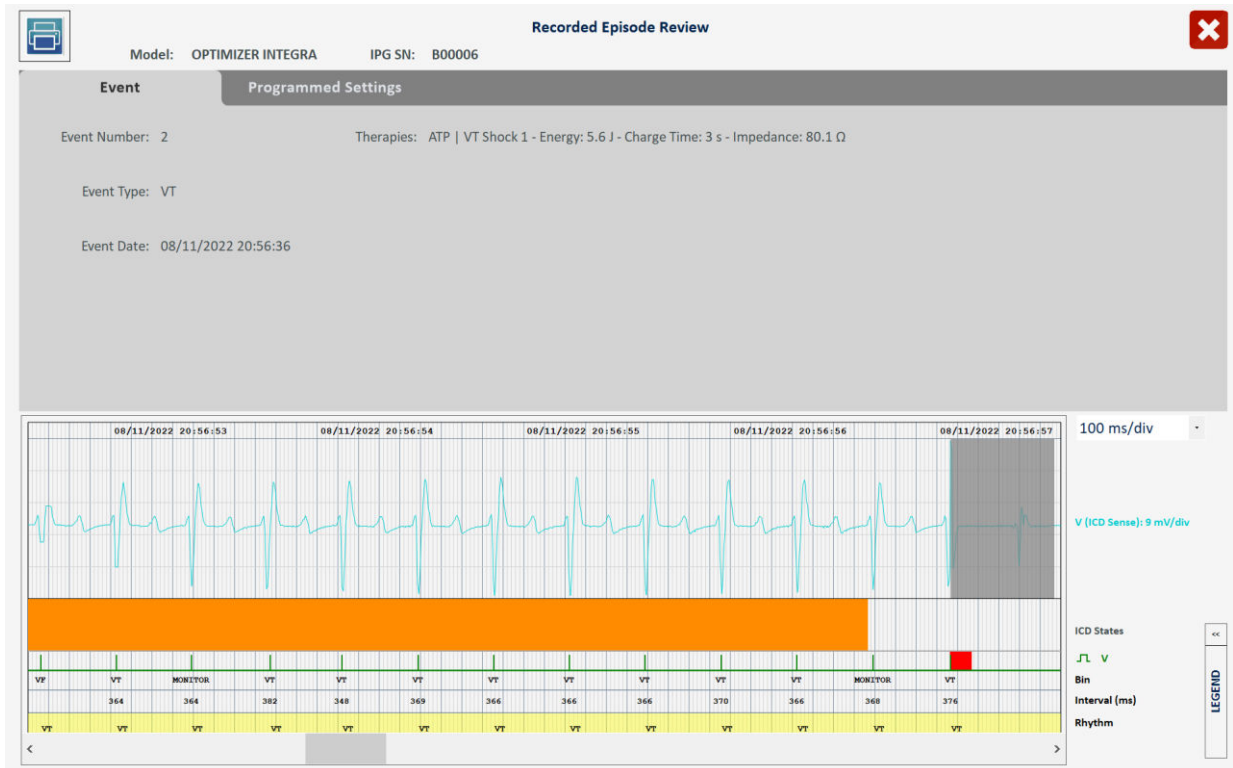 Recorded Episode Review
Model: OPTIMIZER INTEGRA IPG SN: B00006
Event Programmed Settings
Event Number: 2 Therapies: ATP | VT Shock 1 - Energy: 5.6 J - Charge Time: 3 s - Impedance: 80.1 Ω
Event Type: VT
Event Date: 08/11/2022 20:56:36
08/11/2022 20:56:53 08/11/2022 20:56:54 08/11/2022 20:56:55 08/11/2022 20:56:56 08/11/2022 20:56:57
100 ms/div
V (ICD Sense): 9 mV/div
ICD States
<<
V
VF VT MONITOR VT VT VT VT VT VT VT VT MONITOR VT Bin
364 364 382 348 369 366 366 366 370 366 368 376 Interval (ms)
VT VT VT VT VT VT VT VT VT VT VT VT VT Rhythm
LEGEND
< >